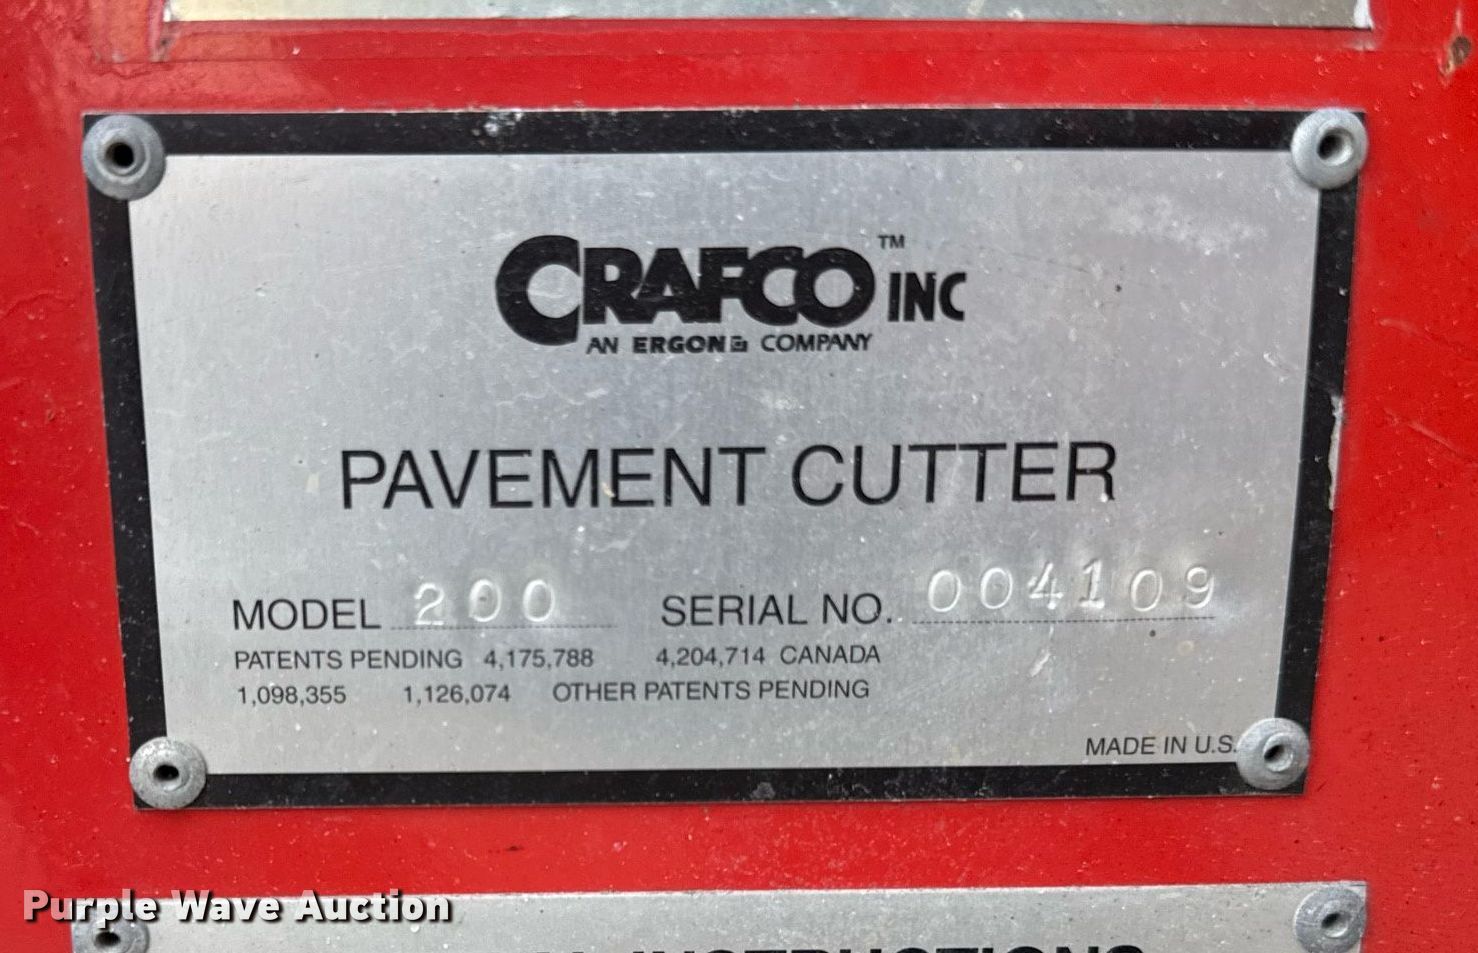 CRAFCO™ INC
AN ERGON COMPANY
PAVEMENT CUTTER
MODEL 200 SERIAL NO. 004109
PATENTS PENDING 4,175,788 4,204,714 CANADA
1,098,355 1,126,074 OTHER PATENTS PENDING
MADE IN U.S.
Purple Wave Auction
INSTRUCTIONS